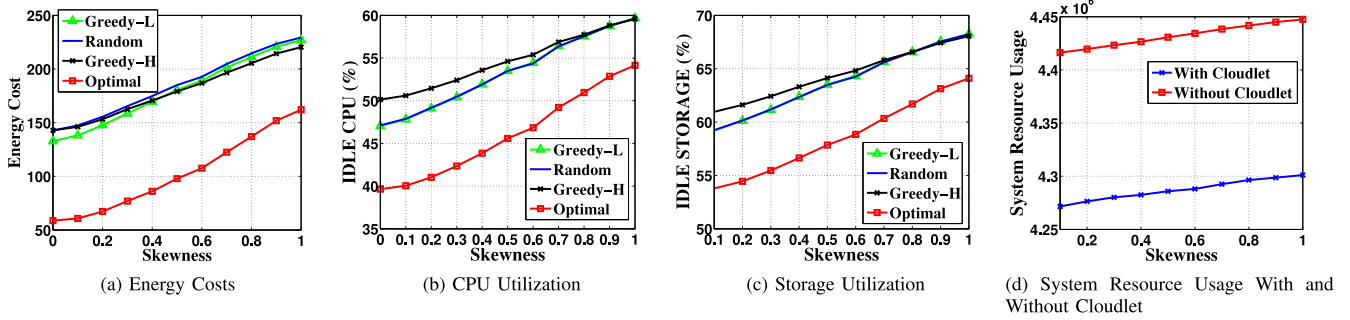 250
200
150
100
50
Energy Cost
0 0.2 0.4 0.6 0.8 1
Skewness
Greedy-L
Random
Greedy-H
Optimal
(a) Energy Costs
60
55
50
45
40
35
IDLE CPU (%)
0 0.1 0.2 0.3 0.4 0.5 0.6 0.7 0.8 0.9 1
Skewness
Greedy-L
Random
Greedy-H
Optimal
(b) CPU Utilization
70
65
60
55
50
IDLE STORAGE (%)
0.1 0.2 0.3 0.4 0.5 0.6 0.7 0.8 0.9 1
Skewness
Greedy-L
Random
Greedy-H
Optimal
(c) Storage Utilization
4.45 x 10⁶
4.4
4.35
4.3
4.25
System Resource Usage
0.2 0.4 0.6 0.8 1
Skewness
With Cloudlet
Without Cloudlet
(d) System Resource Usage With and
Without Cloudlet